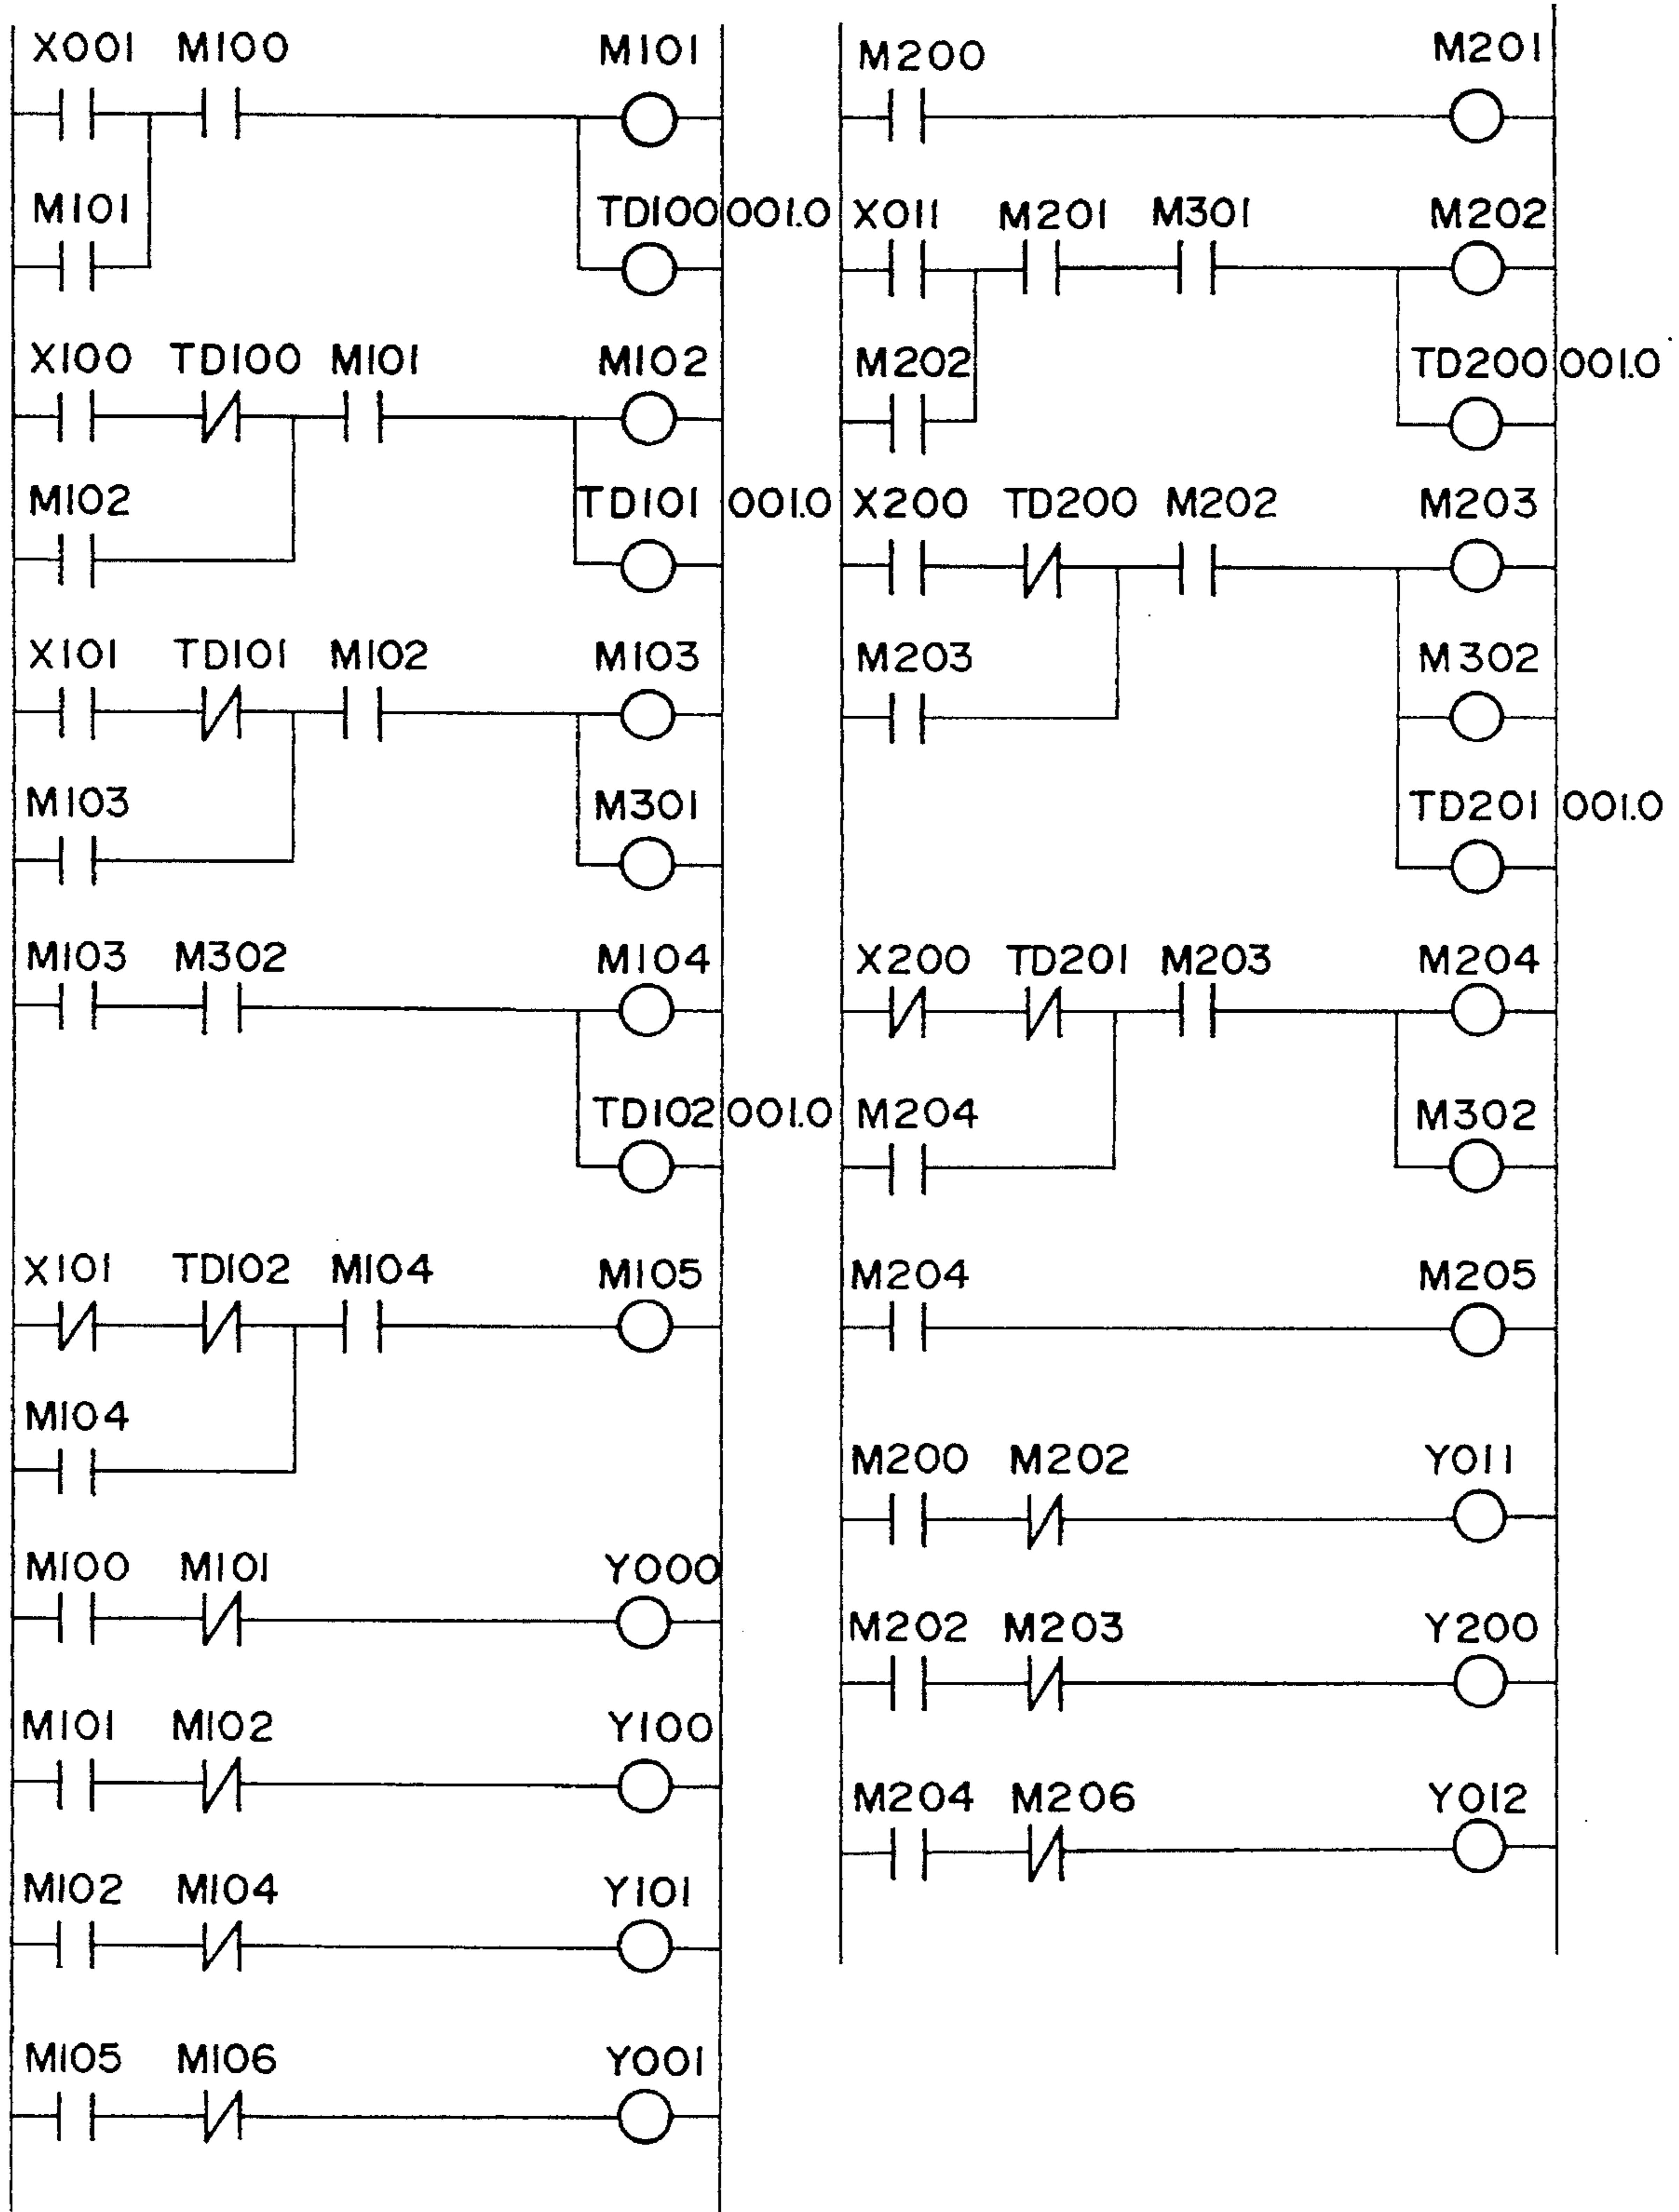 X001 M100 M101
M101 TD100 001.0
X100 TD100 M101 M102
M102 TD101 001.0
X101 TD101 M102 M103
M103 M301
M103 M302 M104
TD102 001.0
X101 TD102 M104 M105
M104
M100 M101 Y000
M101 M102 Y100
M102 M104 Y101
M105 M106 Y001
M200 M201
X011 M201 M301 M202
M202 TD200 001.0
X200 TD200 M202 M203
M203 M302
TD201 001.0
X200 TD201 M203 M204
M204 M302
M204 M205
M200 M202 Y011
M202 M203 Y200
M204 M206 Y012